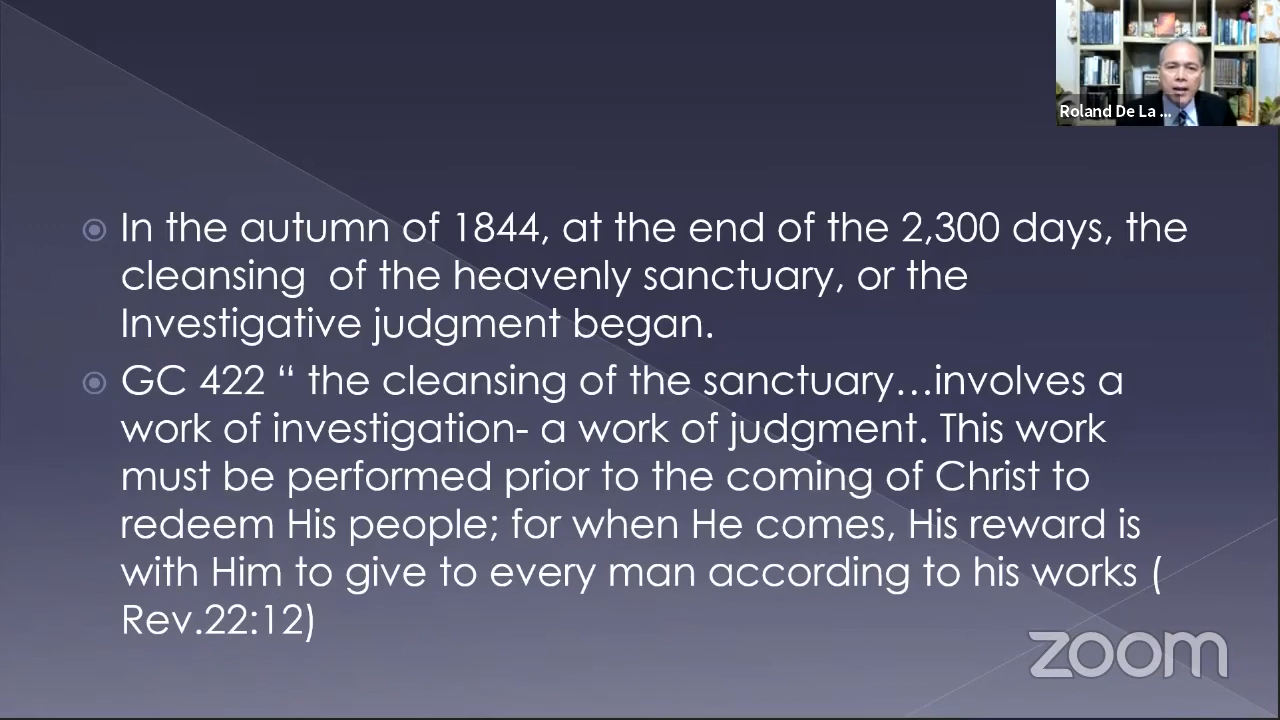 Roland De La ...
In the autumn of 1844, at the end of the 2,300 days, the
cleansing  of the heavenly sanctuary, or the
Investigative judgment began.
GC 422 “ the cleansing of the sanctuary…involves a
work of investigation- a work of judgment. This work
must be performed prior to the coming of Christ to
redeem His people; for when He comes, His reward is
with Him to give to every man according to his works (
Rev.22:12)
zoom